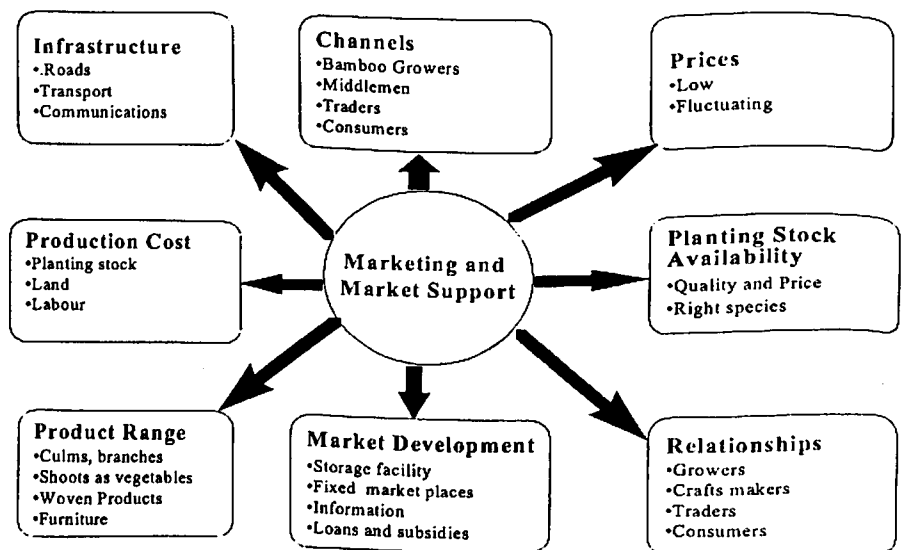 Infrastructure
•.Roads
•Transport
•Communications
Channels
•Bamboo Growers
•Middlemen
•Traders
•Consumers
Prices
•Low
•Fluctuating
Production Cost
•Planting stock
•Land
•Labour
Marketing and
Market Support
Planting Stock
Availability
•Quality and Price
•Right species
Product Range
•Culms, branches
•Shoots as vegetables
•Woven Products
•Furniture
Market Development
•Storage facility
•Fixed market places
•Information
•Loans and subsidies
Relationships
•Growers
•Crafts makers
•Traders
•Consumers